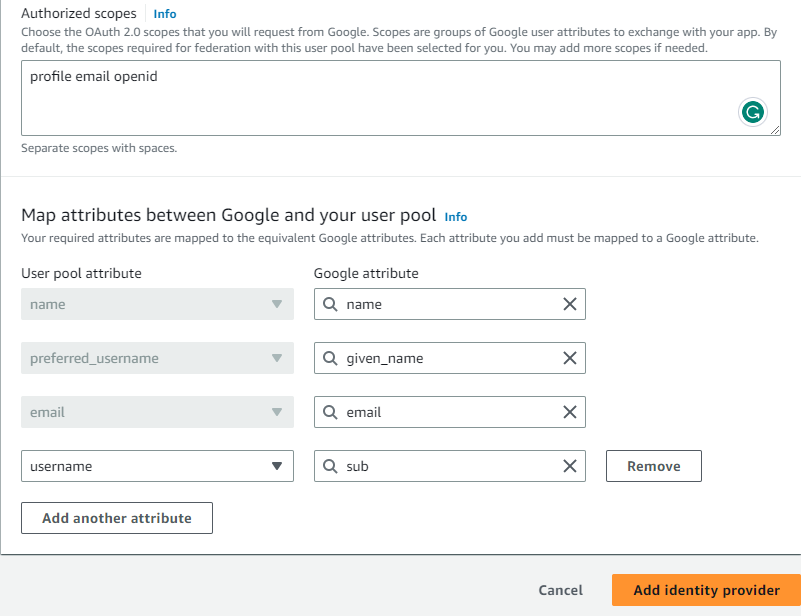 Authorized scopes Info
Choose the OAuth 2.0 scopes that you will request from Google. Scopes are groups of Google user attributes to exchange with your app. By
default, the scopes required for federation with this user pool have been selected for you. You may add more scopes if needed.
profile email openid
Separate scopes with spaces.
Map attributes between Google and your user pool Info
Your required attributes are mapped to the equivalent Google attributes. Each attribute you add must be mapped to a Google attribute.
User pool attribute Google attribute
name name
preferred_username given_name
email email
username sub Remove
Add another attribute
Cancel Add identity provider